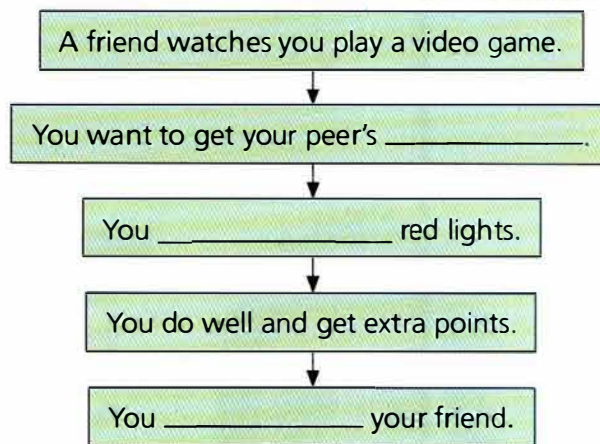 A friend watches you play a video game.
You want to get your peer's ____________.
You ______________ red lights.
You do well and get extra points.
You ____________ your friend.